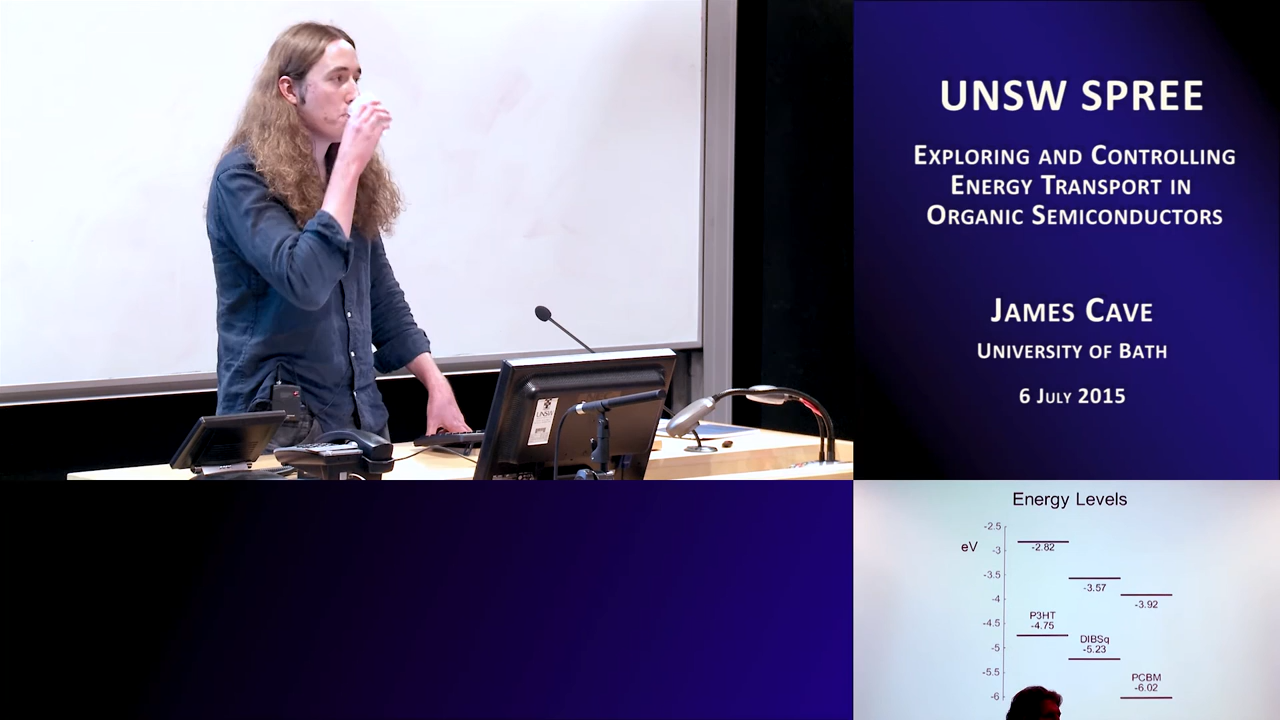 UNSW SPREE
EXPLORING AND CONTROLLING
ENERGY TRANSPORT IN
ORGANIC SEMICONDUCTORS
JAMES CAVE
UNIVERSITY OF BATH
6 JULY 2015
UNSW
Energy Levels
eV
-2.5
-3
-3.5
-4
-4.5
-5
-5.5
-6
-2.82
-3.57
-3.92
P3HT
-4.75
DIBSq
-5.23
PCBM
-6.02